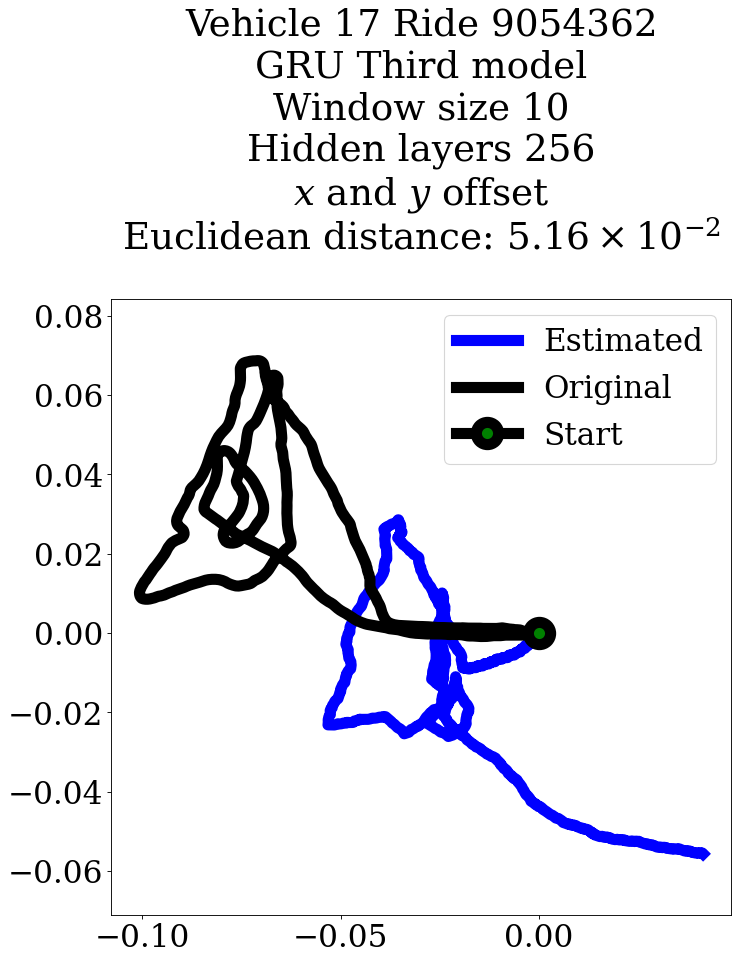 Vehicle 17 Ride 9054362
GRU Third model
Window size 10
Hidden layers 256
x and y offset
Euclidean distance: 5.16 × 10⁻²
Estimated
Original
Start
0.08
0.06
0.04
0.02
0.00
−0.02
−0.04
−0.06
−0.10 −0.05 0.00